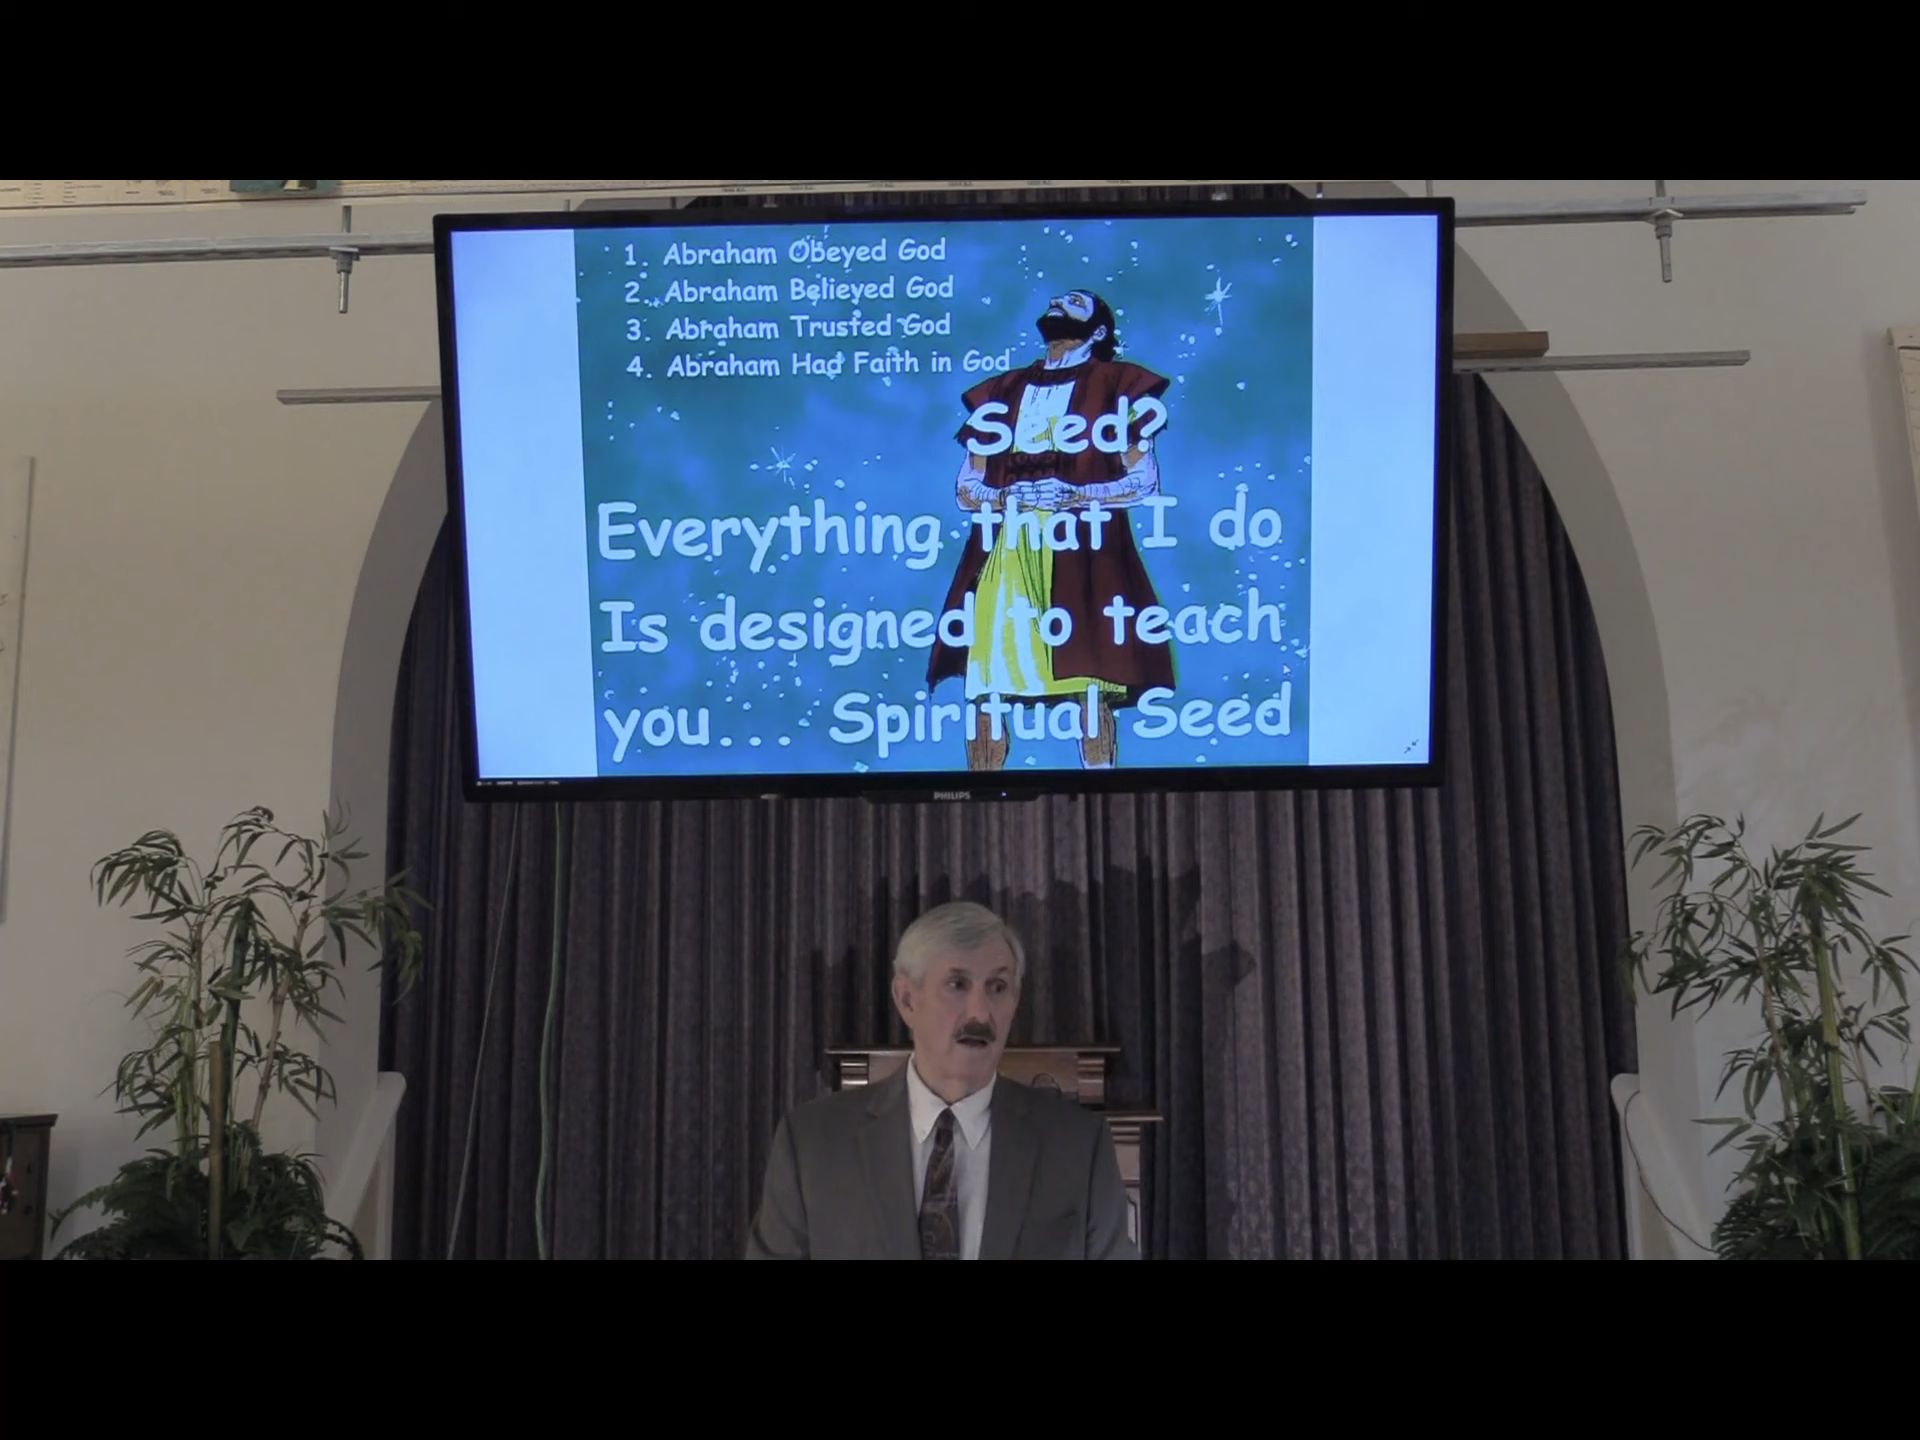 1. Abraham Obeyed God
2. Abraham Believed God
3. Abraham Trusted God
4. Abraham Had Faith in God
Seed?
Everything that I do
Is designed to teach
you... Spiritual Seed
PHILIPS